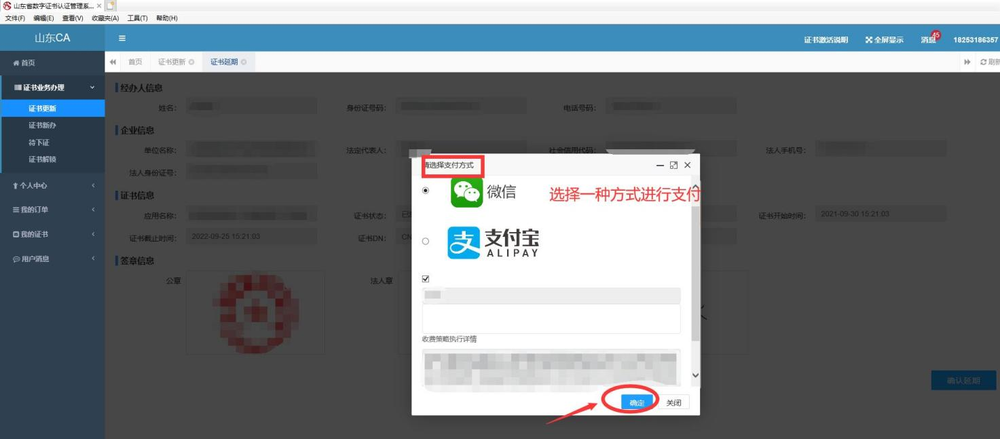 山东省数字证书认证管理系...
文件(F) 编辑(E) 查看(V) 收藏夹(A) 工具(T) 帮助(H)
山东CA
证书激活说明 全屏显示 消息 45 18253186357
首页
首页 证书更新 证书延期 刷新
证书业务办理
证书更新
证书新办
待下证
证书解锁
个人中心
我的订单
我的证书
用户消息
经办人信息
姓名: 身份证号码: 电话号码:
企业信息
单位名称: 法定代表人: 社会信用代码: 法人手机号:
法人身份证号:
证书信息
应用名称: 证书状态: 证书开始时间: 2021-09-30 15:21:03
证书截止时间: 2022-09-25 15:21:03 证书DN: CN
签章信息
公章 法人章
请选择支付方式
微信
选择一种方式进行支付
支付宝
ALIPAY
收费策略执行详情
确定 关闭
确认延期